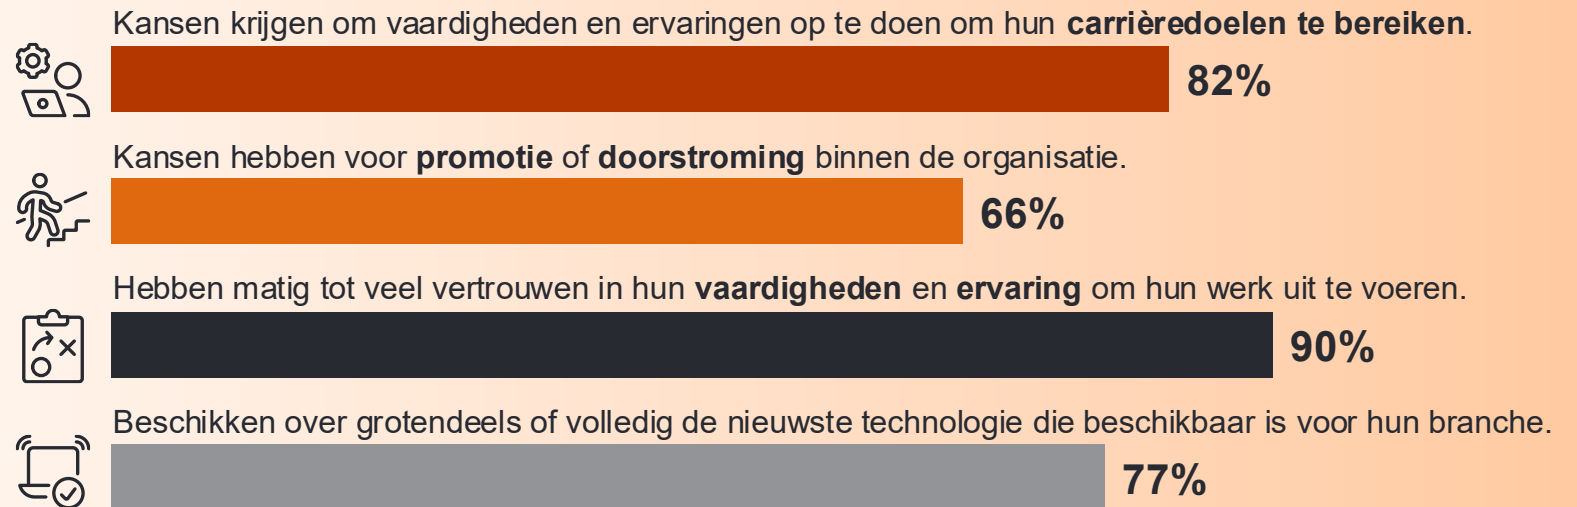 Kansen krijgen om vaardigheden en ervaringen op te doen om hun carrièredoelen te bereiken.
82%
Kansen hebben voor promotie of doorstroming binnen de organisatie.
66%
Hebben matig tot veel vertrouwen in hun vaardigheden en ervaring om hun werk uit te voeren.
90%
Beschikken over grotendeels of volledig de nieuwste technologie die beschikbaar is voor hun branche.
77%